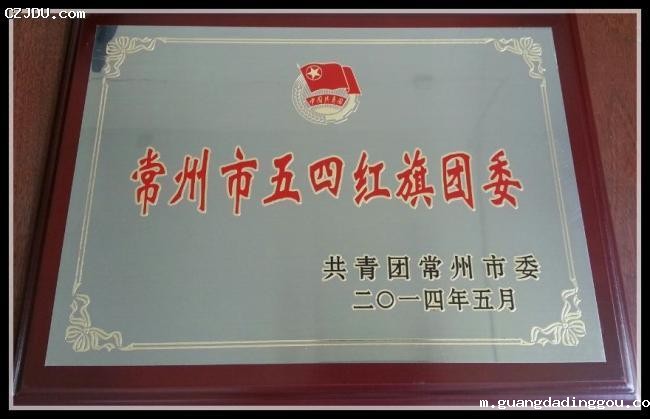 CZJDU.com
中国共青团
常州市五四红旗团委
共青团常州市委
二〇一四年五月
m.guangdadinggou.co